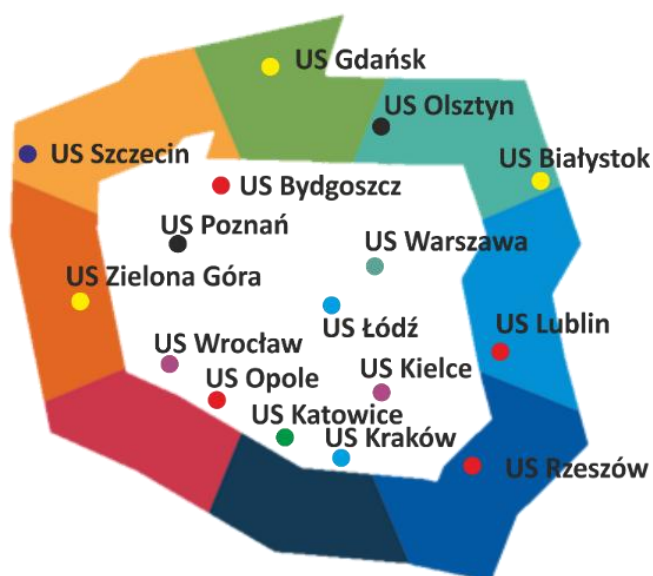 US Gdańsk
US Olsztyn
US Szczecin
US Białystok
US Bydgoszcz
US Poznań
US Warszawa
US Zielona Góra
US Łódź
US Lublin
US Wrocław
US Kielce
US Opole
US Katowice
US Kraków
US Rzeszów